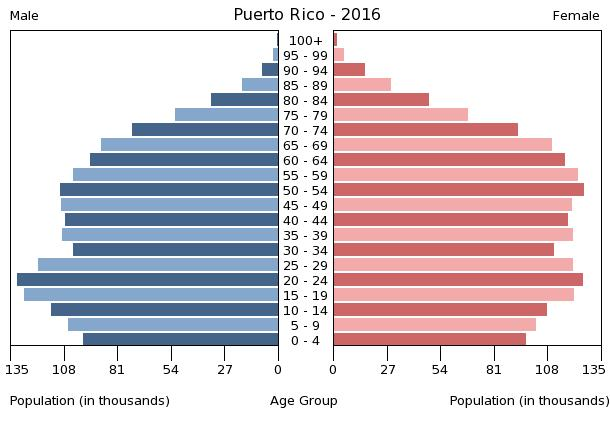 Male Puerto Rico - 2016 Female
100+
95 - 99
90 - 94
85 - 89
80 - 84
75 - 79
70 - 74
65 - 69
60 - 64
55 - 59
50 - 54
45 - 49
40 - 44
35 - 39
30 - 34
25 - 29
20 - 24
15 - 19
10 - 14
5 - 9
0 - 4
135 108 81 54 27 0 0 27 54 81 108 135
Population (in thousands) Age Group Population (in thousands)